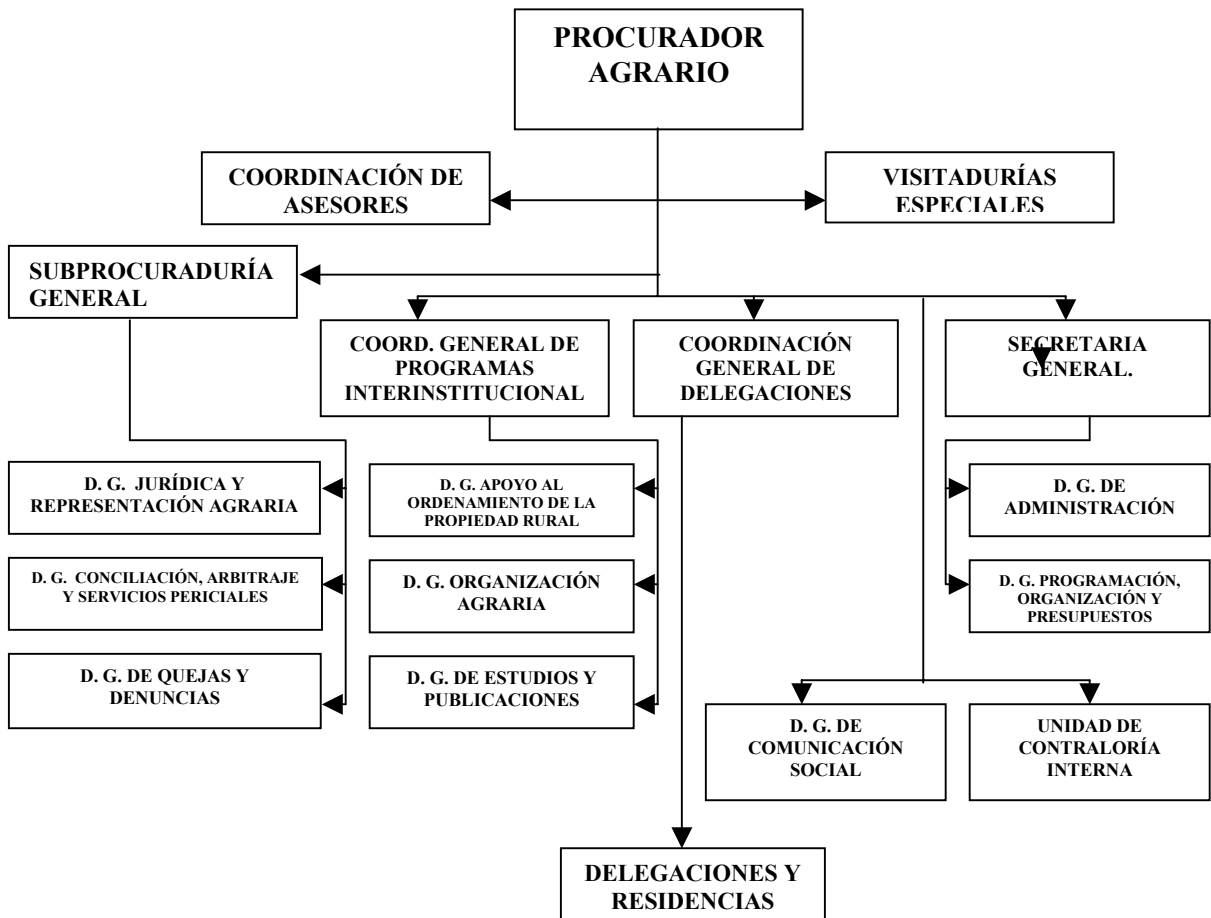 PROCURADOR
AGRARIO
COORDINACIÓN DE
ASESORES
VISITADURÍAS
ESPECIALES
SUBPROCURADURÍA
GENERAL
COORD. GENERAL DE
PROGRAMAS
INTERINSTITUCIONAL
COORDINACIÓN
GENERAL DE
DELEGACIONES
SECRETARIA
GENERAL.
D. G. JURÍDICA Y
REPRESENTACIÓN AGRARIA
D. G. APOYO AL
ORDENAMIENTO DE LA
PROPIEDAD RURAL
D. G. DE
ADMINISTRACIÓN
D. G. CONCILIACIÓN, ARBITRAJE
Y SERVICIOS PERICIALES
D. G. ORGANIZACIÓN
AGRARIA
D. G. PROGRAMACIÓN,
ORGANIZACIÓN Y
PRESUPUESTOS
D. G. DE QUEJAS Y
DENUNCIAS
D. G. DE ESTUDIOS Y
PUBLICACIONES
D. G. DE
COMUNICACIÓN
SOCIAL
UNIDAD DE
CONTRALORÍA
INTERNA
DELEGACIONES Y
RESIDENCIAS